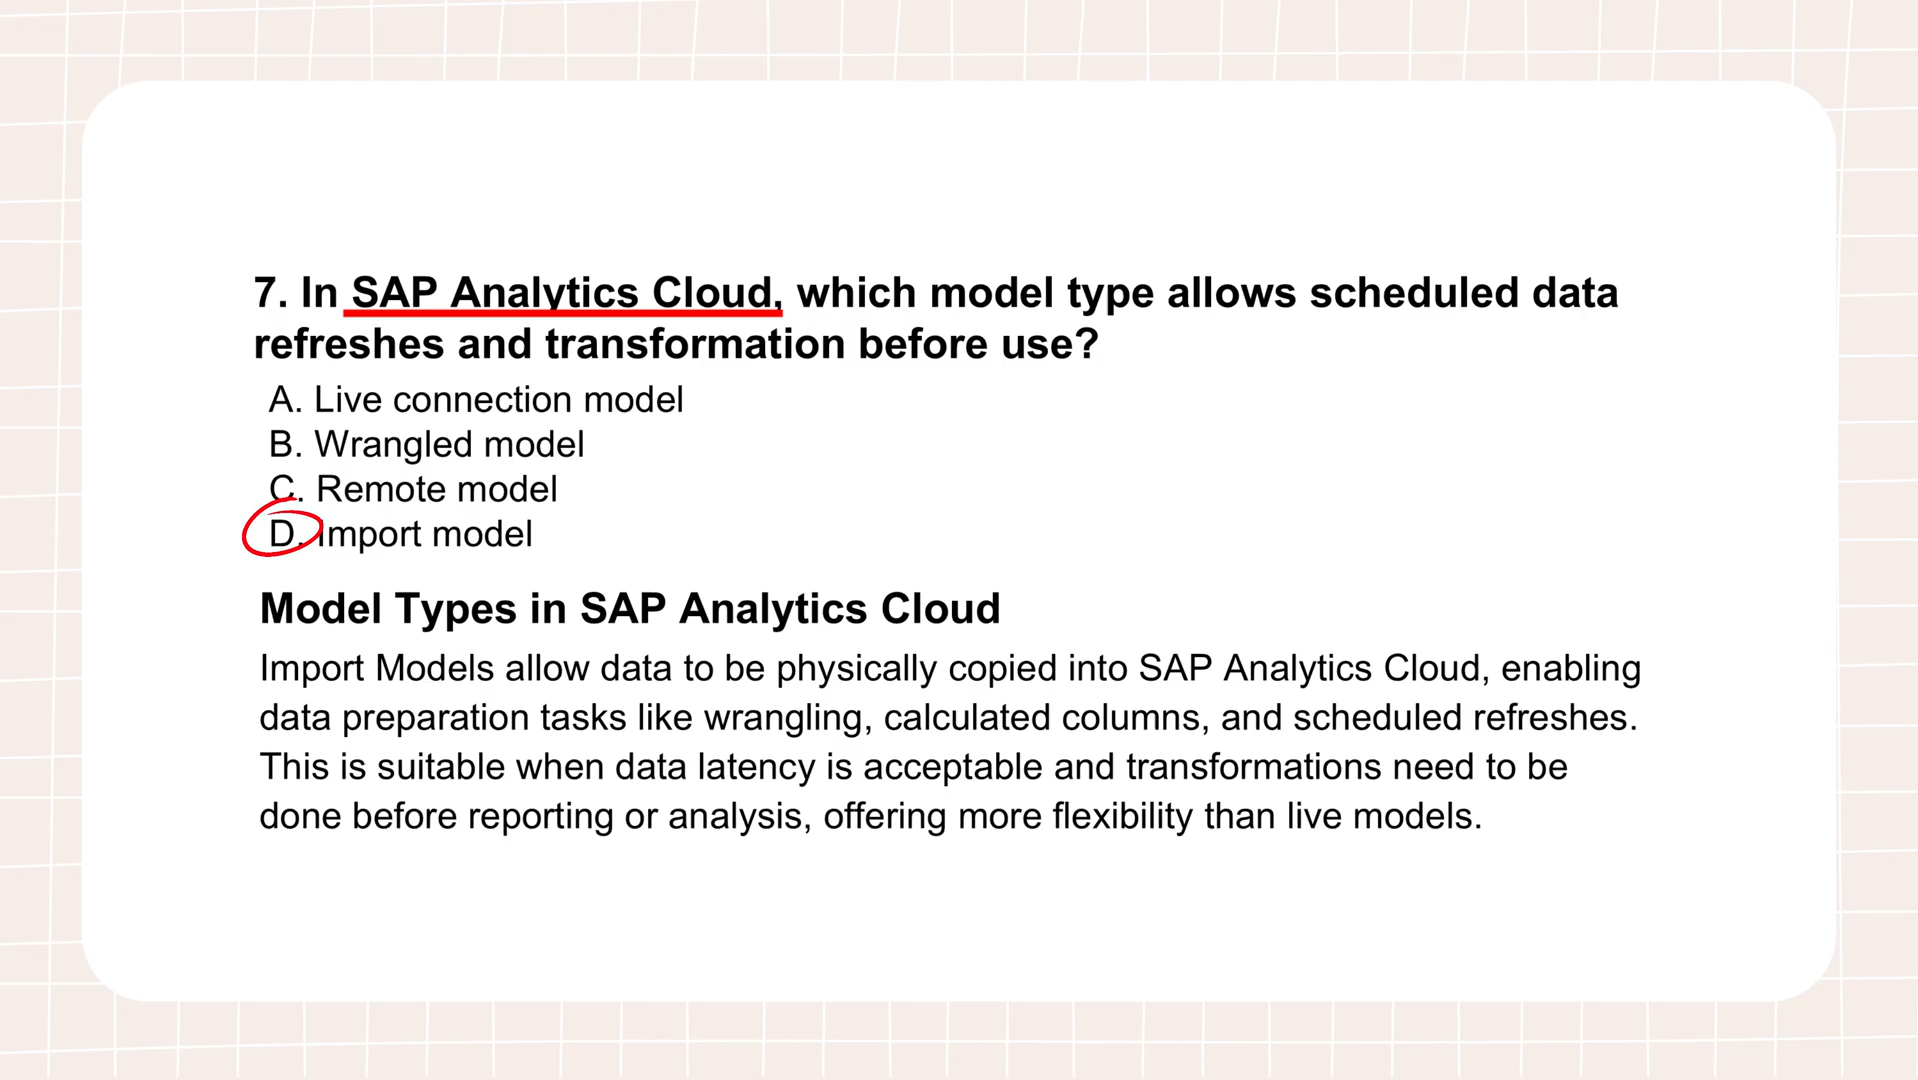 7. In SAP Analytics Cloud, which model type allows scheduled data
refreshes and transformation before use?
A. Live connection model
B. Wrangled model
C. Remote model
D. Import model
Model Types in SAP Analytics Cloud
Import Models allow data to be physically copied into SAP Analytics Cloud, enabling
data preparation tasks like wrangling, calculated columns, and scheduled refreshes.
This is suitable when data latency is acceptable and transformations need to be
done before reporting or analysis, offering more flexibility than live models.